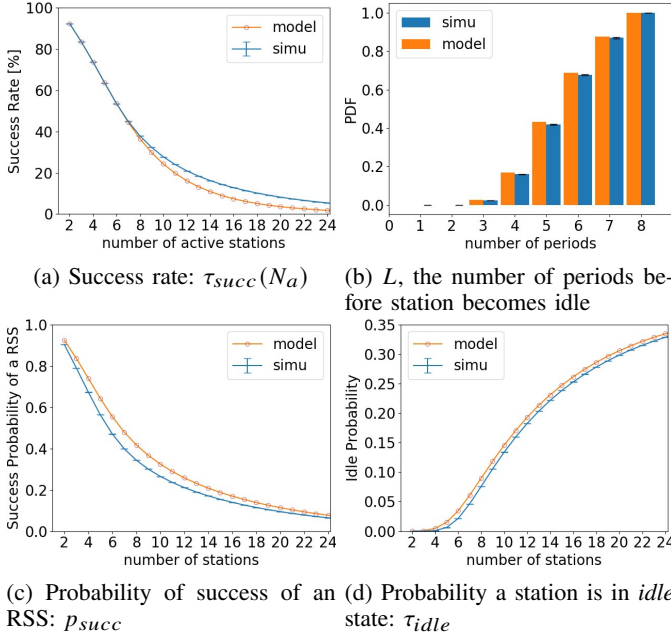 100
80
60
40
20
0
Success Rate [%]
model
simu
2 4 6 8 10 12 14 16 18 20 22 24
number of active stations
(a) Success rate: τsucc(Na)
1.0
0.8
0.6
0.4
0.2
0.0
PDF
simu
model
0 1 2 3 4 5 6 7 8
number of periods
(b) L, the number of periods be-
fore station becomes idle
1.0
0.8
0.6
0.4
0.2
0.0
Success Probability of a RSS
model
simu
2 4 6 8 10 12 14 16 18 20 22 24
number of stations
(c) Probability of success of an
RSS: psucc
0.35
0.30
0.25
0.20
0.15
0.10
0.05
0.00
Idle Probability
model
simu
2 4 6 8 10 12 14 16 18 20 22 24
number of stations
(d) Probability a station is in idle
state: τidle